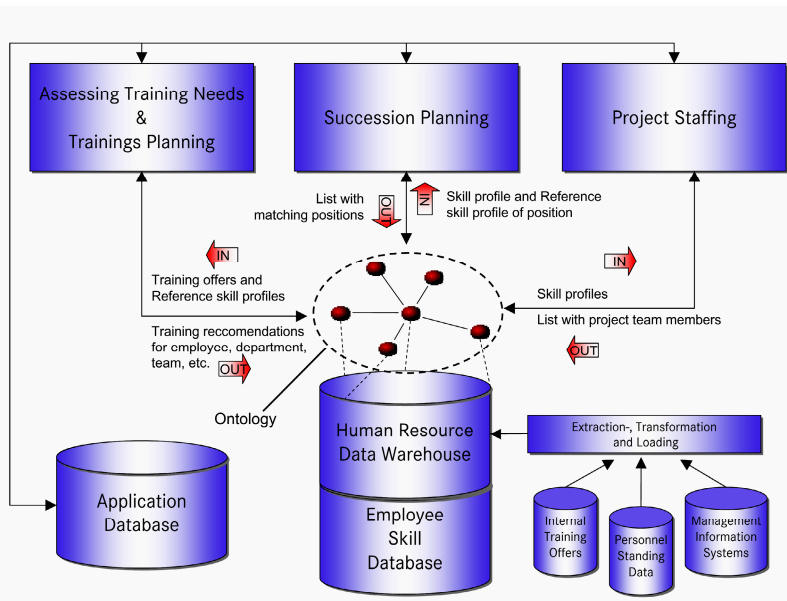 Assessing Training Needs
&
Trainings Planning
Succession Planning
Project Staffing
List with
matching positions
OUT
IN
Skill profile and Reference
skill profile of position
IN
Training offers and
Reference skill profiles
IN
Skill profiles
Training reccomendations
for employee, department,
team, etc.
OUT
List with project team members
OUT
Ontology
Human Resource
Data Warehouse
Extraction-, Transformation
and Loading
Application
Database
Employee
Skill
Database
Internal
Training
Offers
Personnel
Standing
Data
Management
Information
Systems